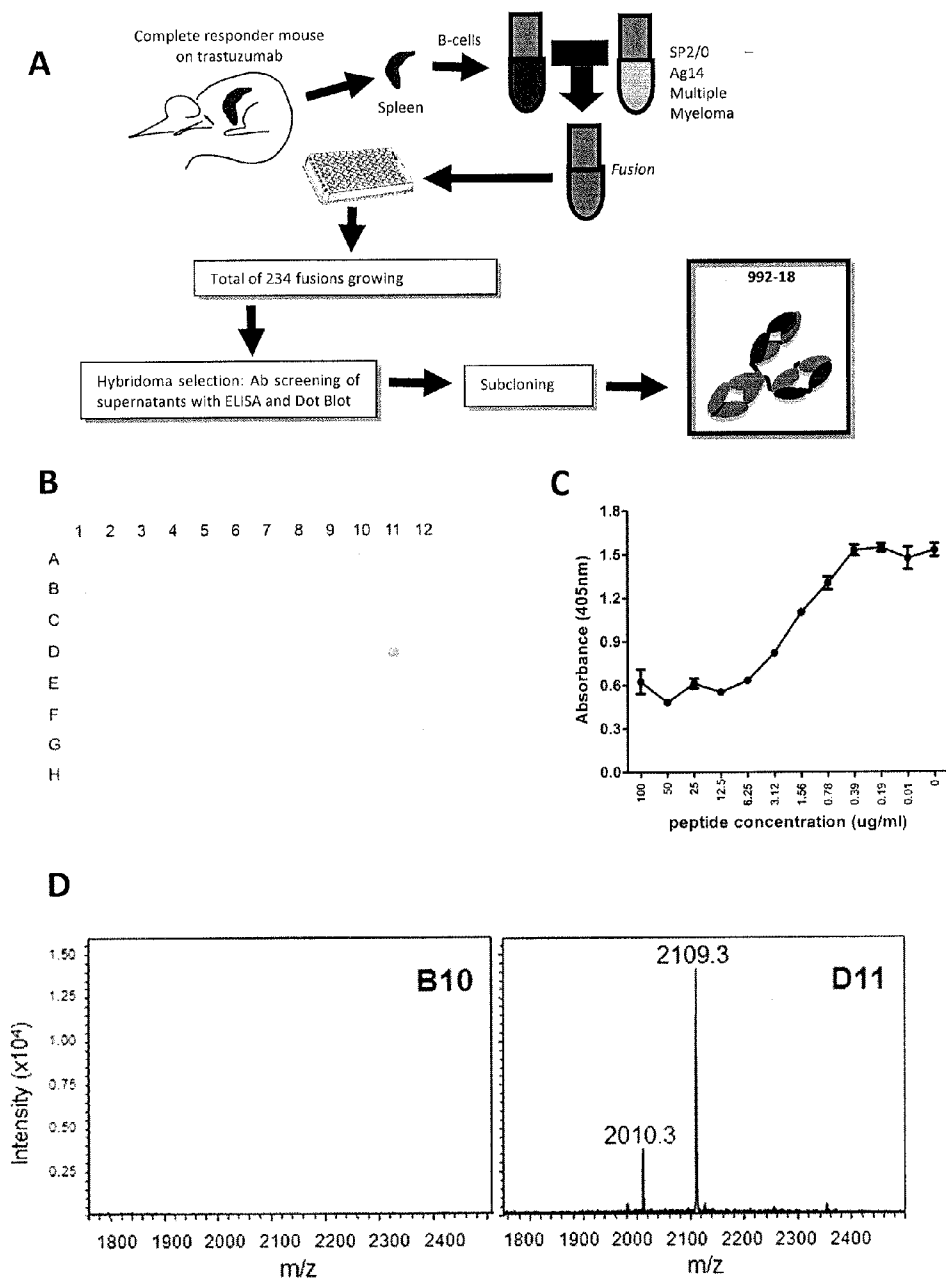 A
Complete responder mouse
on trastuzumab
Spleen
B-cells
SP2/0
Ag14
Multiple
Myeloma
Fusion
Total of 234 fusions growing
Hybridoma selection: Ab screening of
supernatants with ELISA and Dot Blot
Subcloning
992-18
B
1 2 3 4 5 6 7 8 9 10 11 12
A
B
C
D
E
F
G
H
C
Absorbance (405nm)
1.8
1.5
1.2
0.9
0.6
0.3
0.0
100 50 25 12.5 6.25 3.12 1.56 0.78 0.39 0.19 0.01 0
peptide concentration (ug/ml)
D
Intensity (x10⁴)
1.50
1.25
1.00
0.75
0.50
0.25
B10
1800 1900 2000 2100 2200 2300 2400
m/z
D11
2109.3
2010.3
1800 1900 2000 2100 2200 2300 2400
m/z